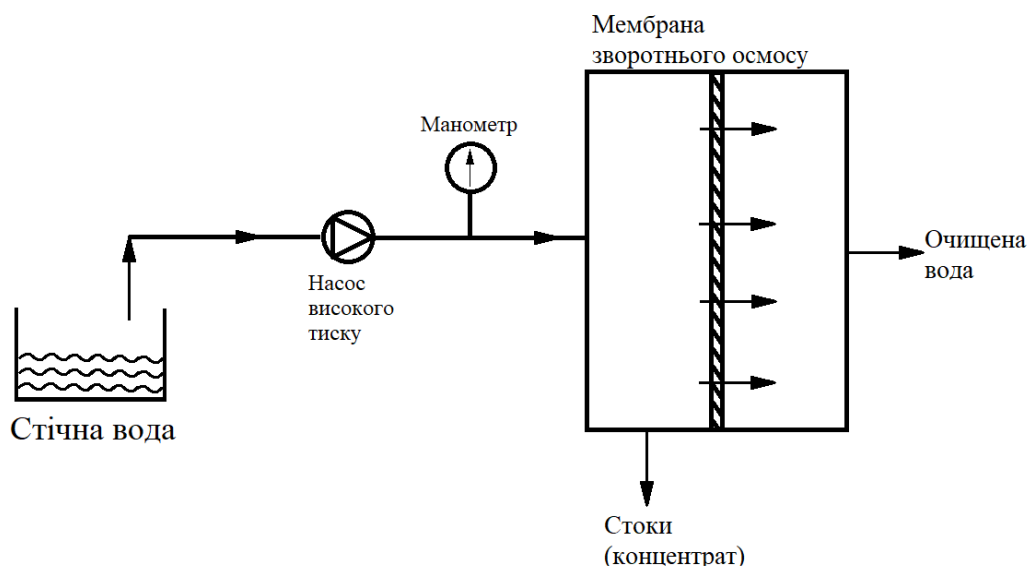 Мембрана
зворотнього осмосу
Манометр
Насос
високого
тиску
Очищена
вода
Стічна вода
Стоки
(концентрат)